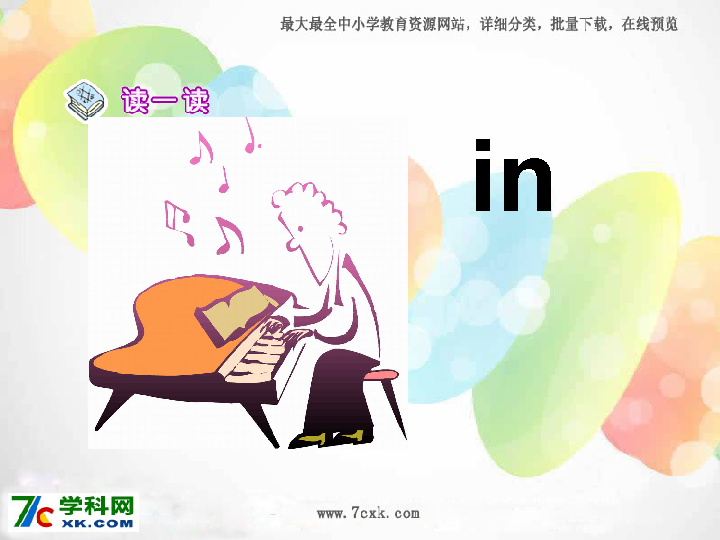 最大最全中小学教育资源网站，详细分类，批量下载，在线预览
读一读
in
7c 学科网
XK.COM
www.7cxk.com